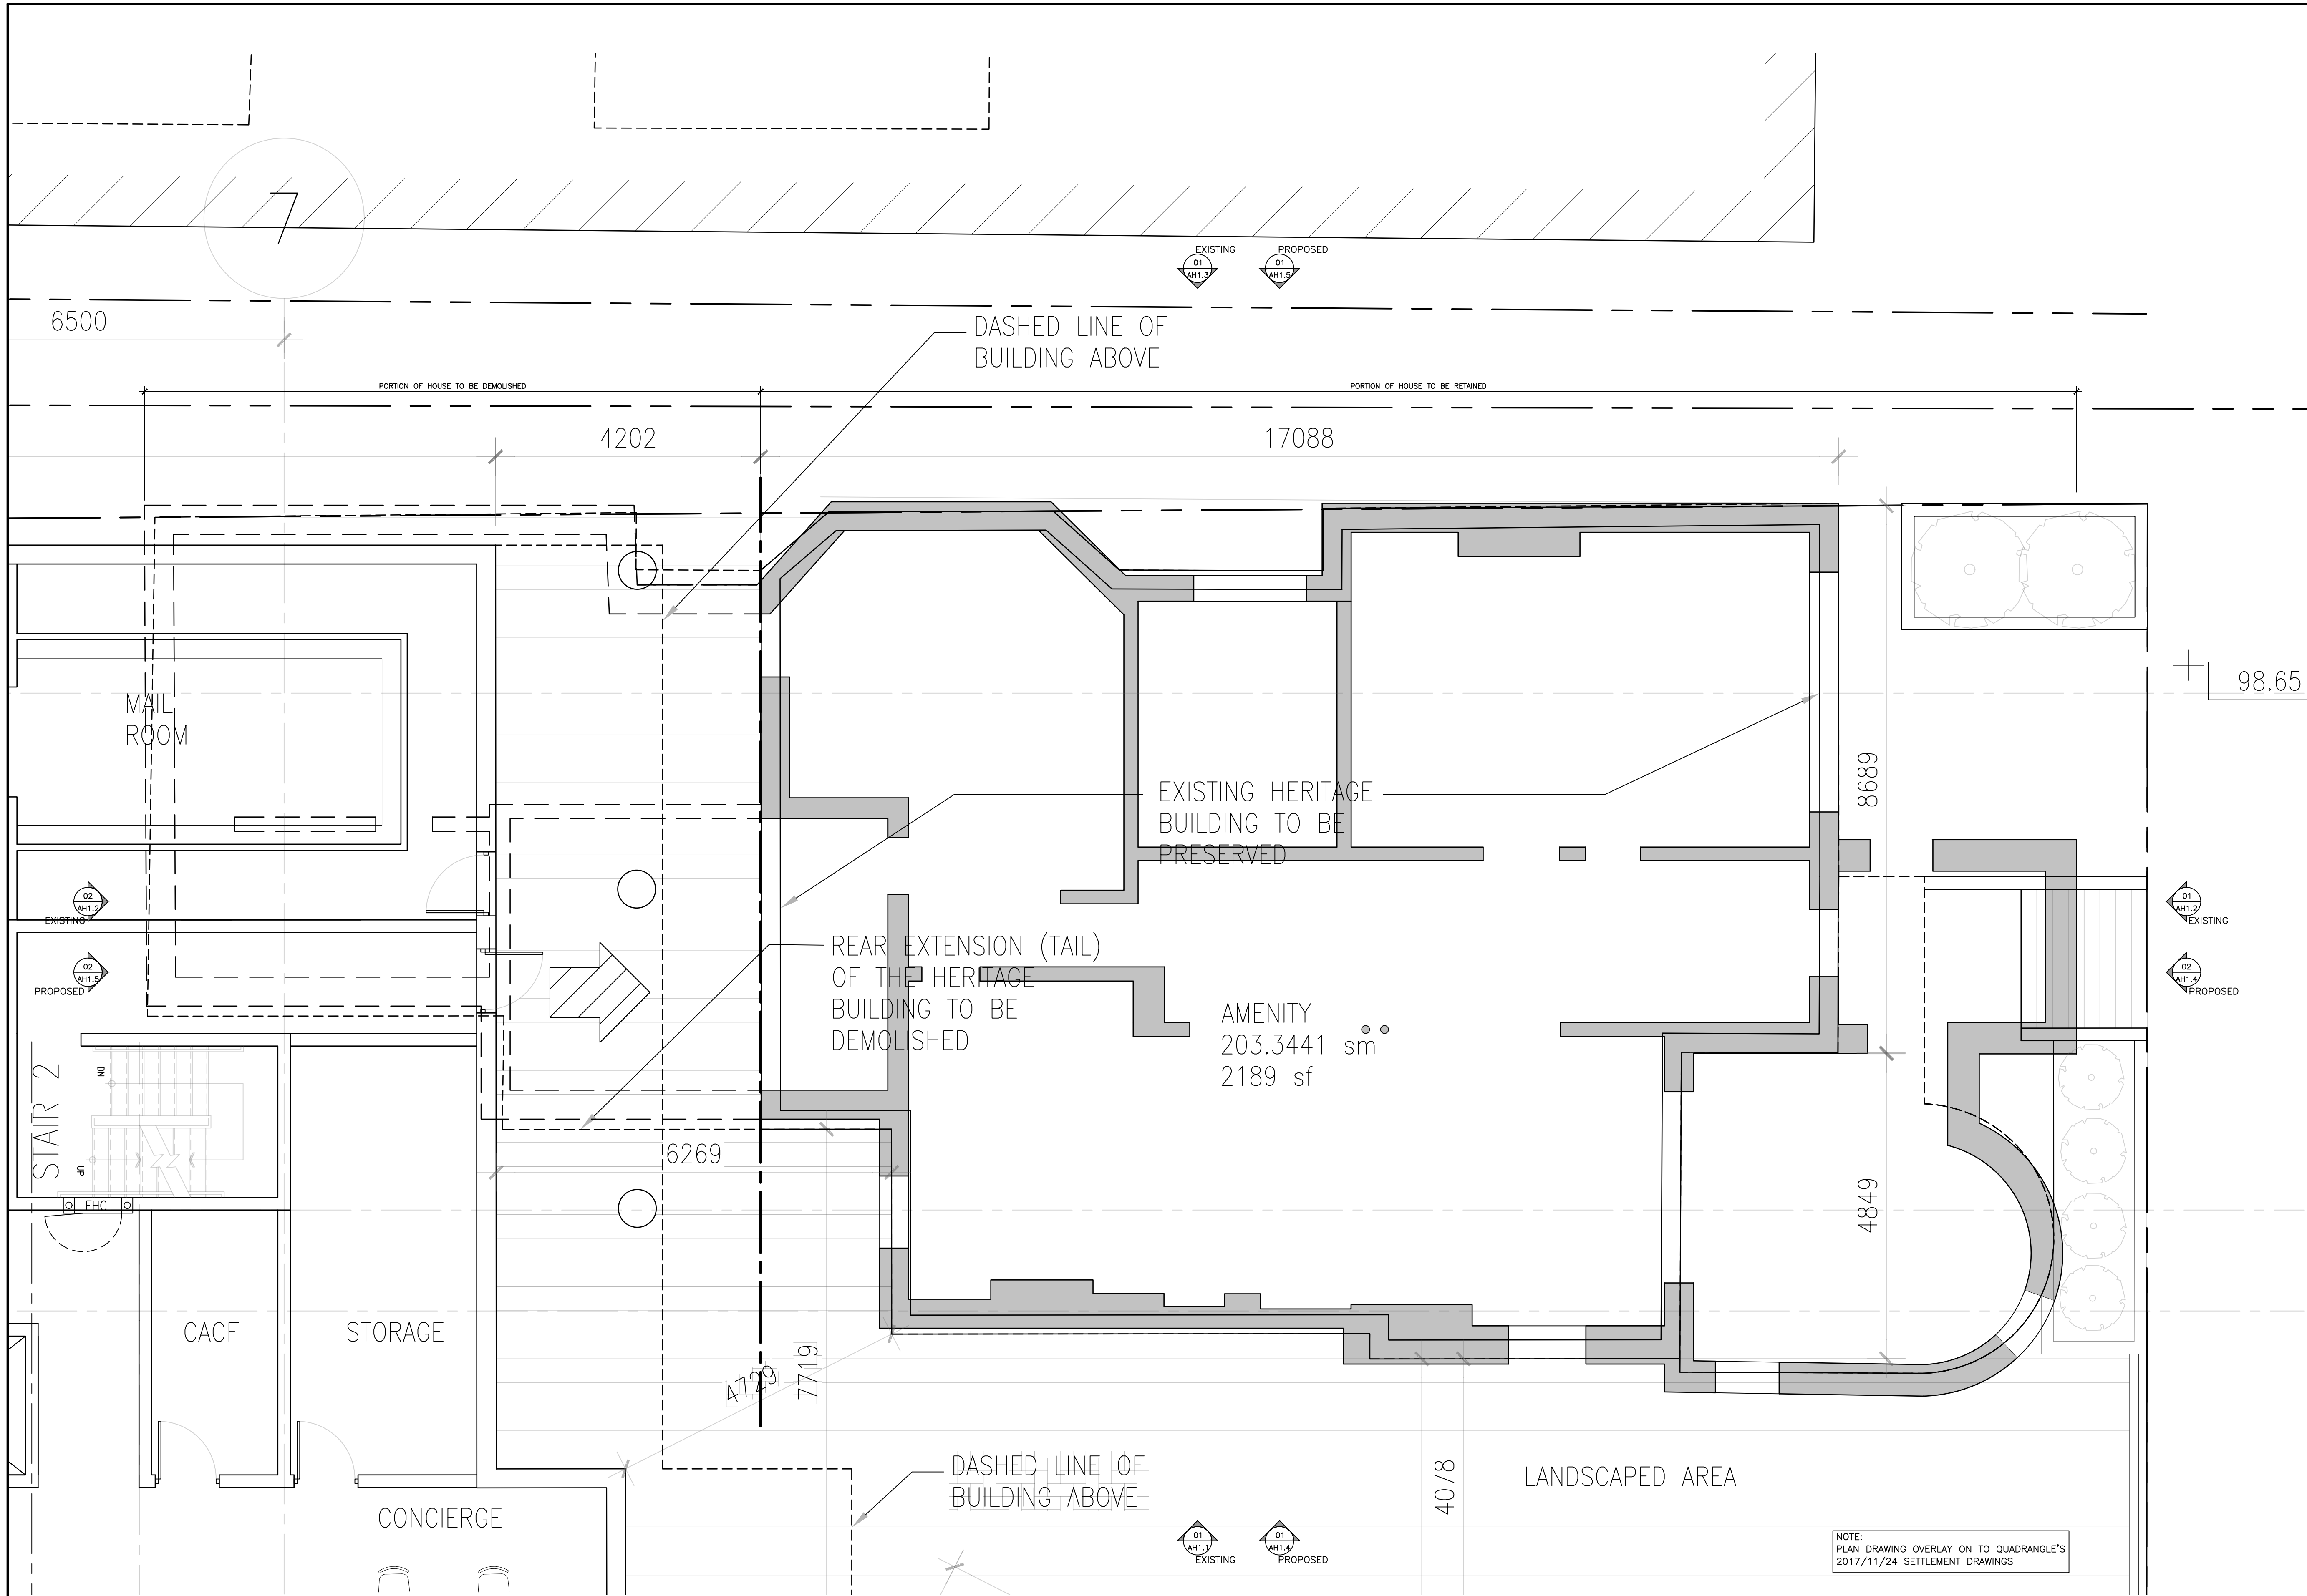 7
EXISTING
PROPOSED
01
AH1.3
01
AH1.5
6500
DASHED LINE OF
BUILDING ABOVE
PORTION OF HOUSE TO BE DEMOLISHED
PORTION OF HOUSE TO BE RETAINED
4202
17088
98.65
MAIL
ROOM
8689
EXISTING HERITAGE
BUILDING TO BE
PRESERVED
02
AH1.2
EXISTING
02
AH1.5
PROPOSED
01
AH1.2
EXISTING
02
AH1.4
PROPOSED
REAR EXTENSION (TAIL)
OF THE HERITAGE
BUILDING TO BE
DEMOLISHED
AMENITY
203.3441 sm
2189 sf
STAIR 2
DN
UP
FHC
6269
4849
CACF
STORAGE
4729
7719
DASHED LINE OF
BUILDING ABOVE
4078
LANDSCAPED AREA
CONCIERGE
01
AH1.1
EXISTING
01
AH1.4
PROPOSED
NOTE:
PLAN DRAWING OVERLAY ON TO QUADRANGLE'S
2017/11/24 SETTLEMENT DRAWINGS